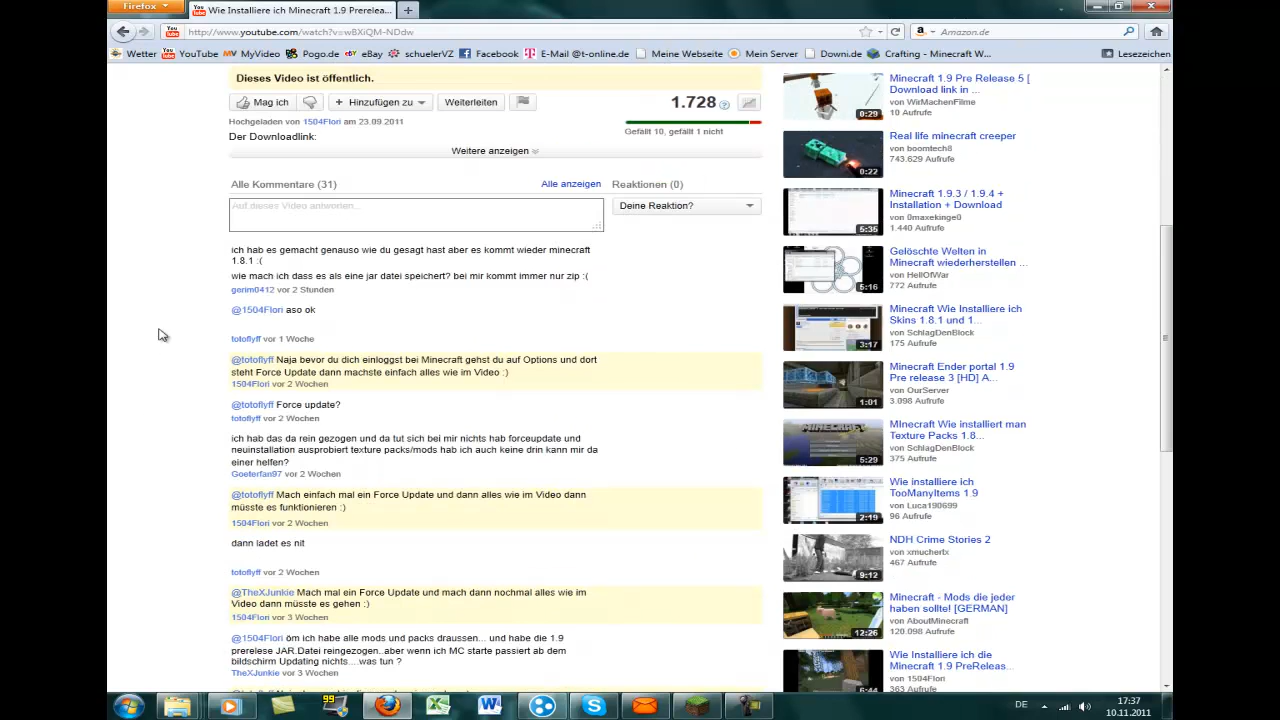 Firefox
Wie Installiere ich Minecraft 1.9 Prerelea...
http://www.youtube.com/watch?v=wBXiQM-NDdw
Amazon.de
Wetter YouTube MyVideo Pogo.de eBay schuelerVZ Facebook E-Mail @t-online.de Meine Webseite Mein Server Downi.de Crafting - Minecraft W... Lesezeichen
Dieses Video ist öffentlich.
Mag ich Hinzufügen zu Weiterleiten 1.728
Hochgeladen von 1504Flori am 23.09.2011
Gefällt 10, gefällt 1 nicht
Der Downloadlink:
Weitere anzeigen
Alle Kommentare (31) Alle anzeigen Reaktionen (0)
Auf dieses Video antworten...
Deine Reaktion?
ich hab es gemacht genauso wie du gesagt hast aber es kommt wieder minecraft
1.8.1 :(
wie mach ich dass es als eine jar datei speichert? bei mir kommt immer nur zip :(
gerim0412 vor 2 Stunden
@1504Flori aso ok
totoflyff vor 1 Woche
@totoflyff Naja bevor du dich einloggst bei Minecraft gehst du auf Options und dort
steht Force Update dann machste einfach alles wie im Video :)
1504Flori vor 2 Wochen
@totoflyff Force update?
totoflyff vor 2 Wochen
ich hab das da rein gezogen und da tut sich bei mir nichts hab forceupdate und
neuinstallation ausprobiert texture packs/mods hab ich auch keine drin kann mir da
einer helfen?
Goeterfan97 vor 2 Wochen
@totoflyff Mach einfach mal ein Force Update und dann alles wie im Video dann
müsste es funktionieren :)
1504Flori vor 2 Wochen
dann ladet es nit
totoflyff vor 2 Wochen
@TheXJunkie Mach mal ein Force Update und mach dann nochmal alles wie im
Video dann müsste es gehen :)
1504Flori vor 3 Wochen
@1504Flori öm ich habe alle mods und packs draussen... und habe die 1.9
prerelese JAR.Datei reingezogen..aber wenn ich MC starte passiert ab dem
bildschirm Updating nichts....was tun ?
TheXJunkie vor 3 Wochen
Minecraft 1.9 Pre Release 5 [
Download link in ...
von WirMachenFilme
10 Aufrufe
0:29
Real life minecraft creeper
von boomtech8
743.629 Aufrufe
0:22
Minecraft 1.9.3 / 1.9.4 +
Installation + Download
von 0maxekinge0
1.440 Aufrufe
5:35
Gelöschte Welten in
Minecraft wiederherstellen ...
von HellOfWar
772 Aufrufe
5:16
Minecraft Wie Installiere ich
Skins 1.8.1 und 1...
von SchlagDenBlock
175 Aufrufe
3:17
Minecraft Ender portal 1.9
Pre release 3 [HD] A...
von OurServer
3.098 Aufrufe
1:01
MInecraft Wie installiert man
Texture Packs 1.8...
von SchlagDenBlock
375 Aufrufe
MINECRAFT
5:29
Wie installiere ich
TooManyItems 1.9
von Luca190699
96 Aufrufe
2:19
NDH Crime Stories 2
von xmucherlx
467 Aufrufe
9:12
Minecraft - Mods die jeder
haben sollte! [GERMAN]
von AboutMinecraft
120.098 Aufrufe
12:26
Wie Installiere ich die
Minecraft 1.9 PreReleas...
von 1504Flori
363 Aufrufe
6:44
99
DE
17:37
10.11.2011